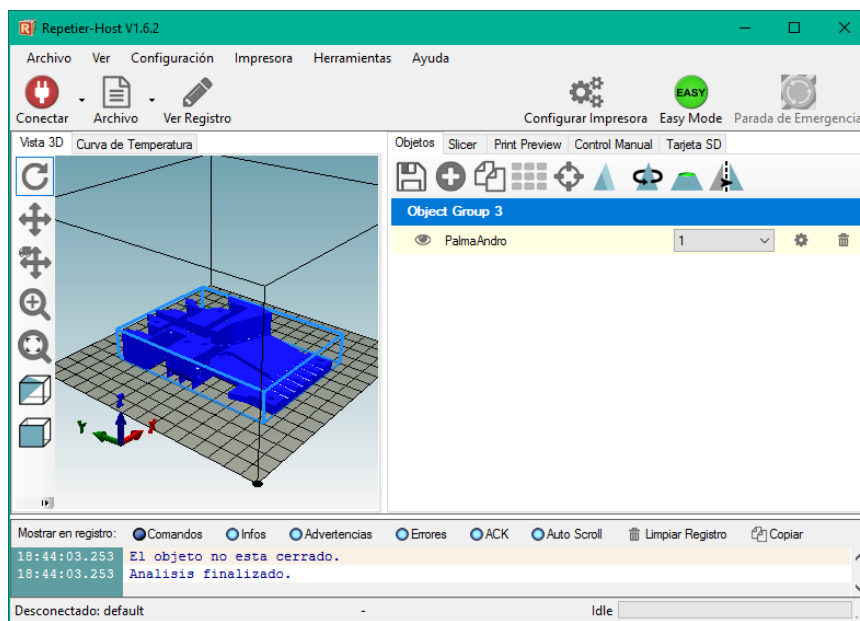 Repetier-Host V1.6.2
Archivo Ver Configuración Impresora Herramientas Ayuda
EASY
Conectar Archivo Ver Registro Configurar Impresora Easy Mode Parada de Emergencia
Vista 3D Curva de Temperatura Objetos Slicer Print Preview Control Manual Tarjeta SD
Object Group 3
PalmaAndro 1
Z
Y X
Mostrar en registro: Comandos Infos Advertencias Errores ACK Auto Scroll Limpiar Registro Copiar
18:44:03.253 El objeto no esta cerrado.
18:44:03.253 Analisis finalizado.
Desconectado: default - Idle